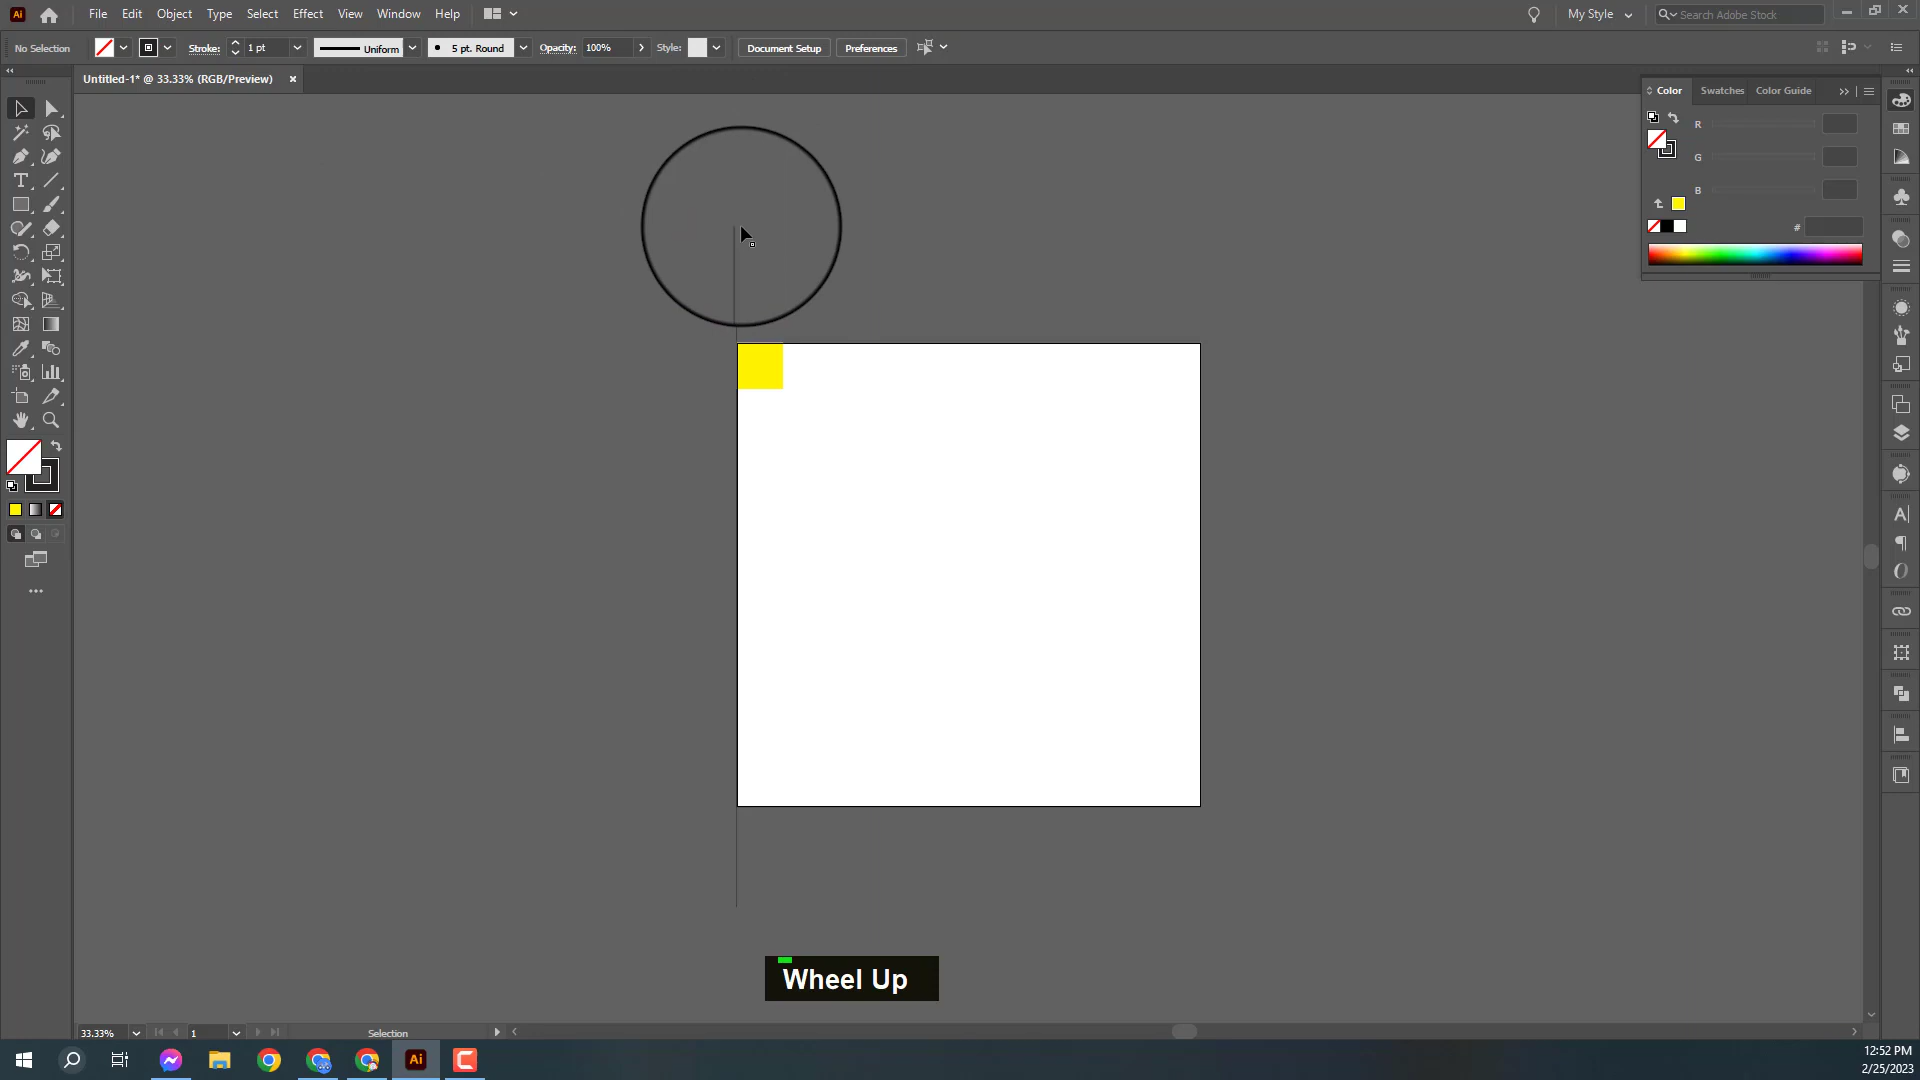 Ai File Edit Object Type Select Effect View Window Help My Style Search Adobe Stock
No Selection Stroke: 1 pt Uniform 5 pt. Round Opacity: 100% Style: Document Setup Preferences
Untitled-1* @ 33.33% (RGB/Preview)
Color Swatches Color Guide
R
G
B
#
Wheel Up
33.33% 1 Selection
Ai
12:52 PM
2/25/2023